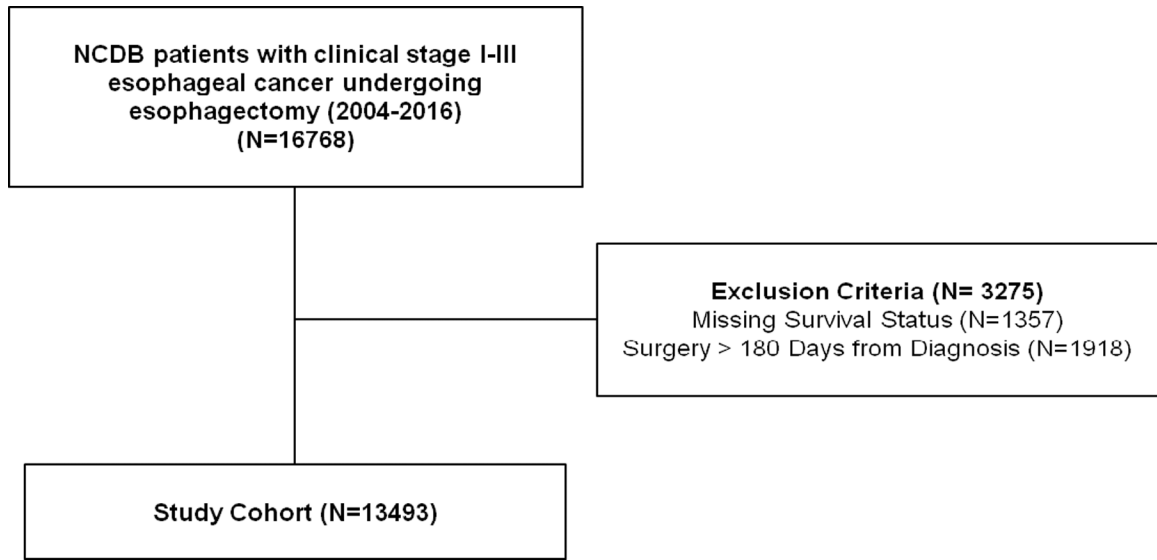 NCDB patients with clinical stage I-III
esophageal cancer undergoing
esophagectomy (2004-2016)
(N=16768)
Exclusion Criteria (N= 3275)
Missing Survival Status (N=1357)
Surgery > 180 Days from Diagnosis (N=1918)
Study Cohort (N=13493)